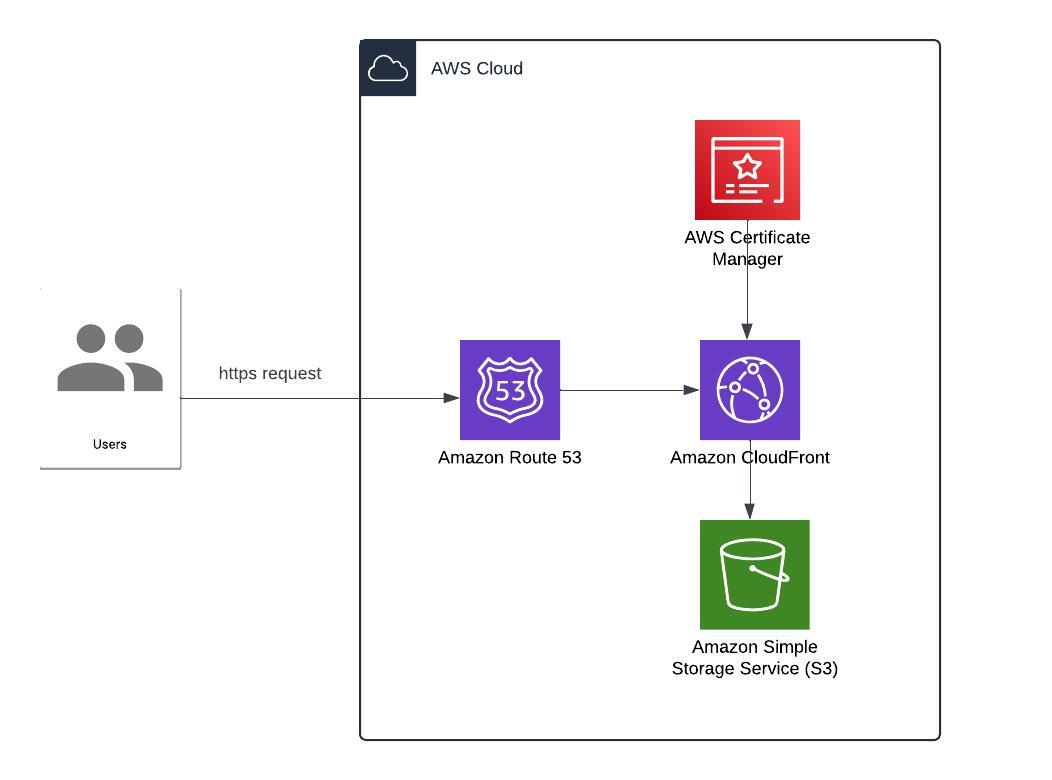 AWS Cloud
AWS Certificate
Manager
https request
Users
53
Amazon Route 53
Amazon CloudFront
Amazon Simple
Storage Service (S3)